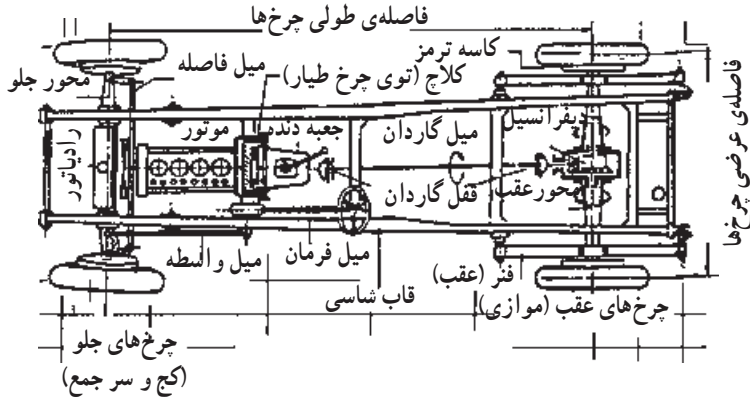 فاصله‌ی طولی چرخ‌ها
کاسه ترمز
میل فاصله
کلاچ (توی چرخ طیار)
محور جلو
فاصله‌ی عرضی چرخ‌ها
دیفرانسیل
میل گاردان
جعبه دنده
موتور
رادیاتور
محورعقب
قفل گاردان
میل فرمان
میل واسطه
فنر (عقب)
قاب شاسی
چرخ‌های عقب (موازی)
چرخ‌های جلو
(کج و سر جمع)